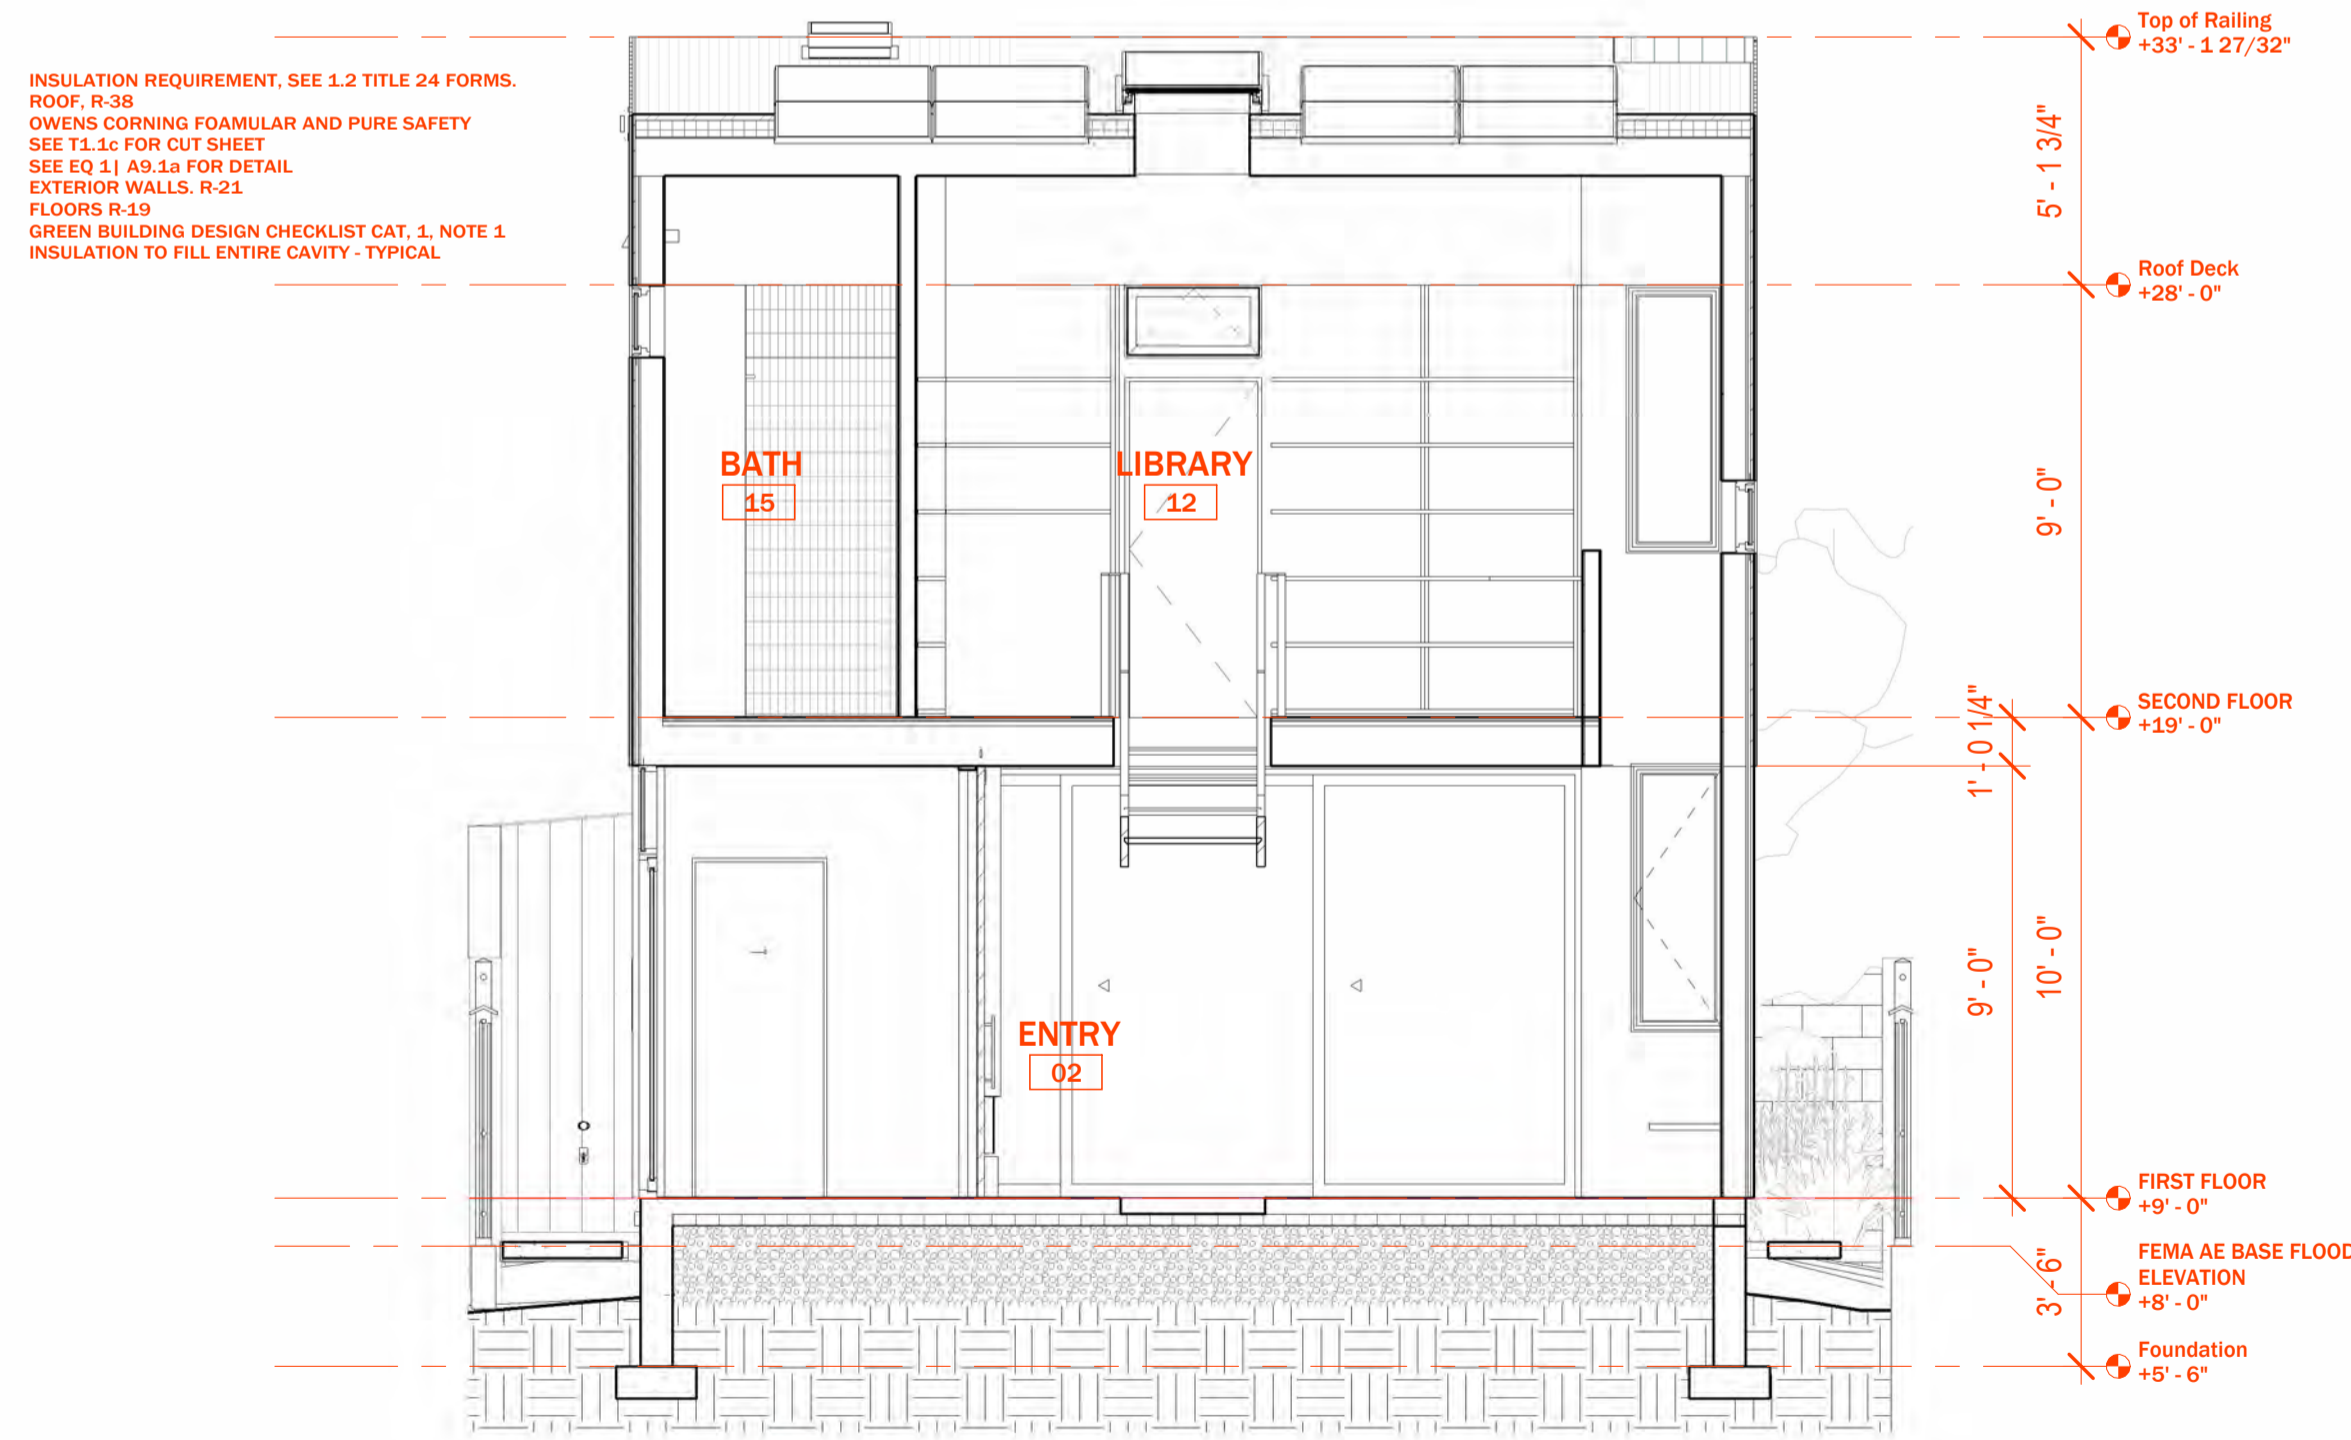 INSULATION REQUIREMENT, SEE 1.2 TITLE 24 FORMS.
ROOF, R-38
OWENS CORNING FOAMULAR AND PURE SAFETY
SEE T1.1c FOR CUT SHEET
SEE EQ 1| A9.1a FOR DETAIL
EXTERIOR WALLS. R-21
FLOORS R-19
GREEN BUILDING DESIGN CHECKLIST CAT, 1, NOTE 1
INSULATION TO FILL ENTIRE CAVITY - TYPICAL
Top of Railing
+33' - 1 27/32"
5' - 1 3/4"
Roof Deck
+28' - 0"
BATH
15
LIBRARY
12
9' - 0"
SECOND FLOOR
+19' - 0"
1' - 0 1/4"
9' - 0"
10' - 0"
ENTRY
02
FIRST FLOOR
+9' - 0"
FEMA AE BASE FLOOD
ELEVATION
+8' - 0"
3' - 6"
Foundation
+5' - 6"